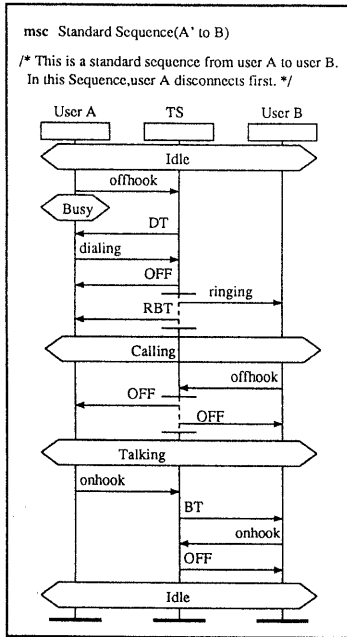 msc Standard Sequence(A' to B)
/* This is a standard sequence from user A to user B.
In this Sequence,user A disconnects first. */
User A TS User B
Idle
offhook
Busy
DT
dialing
OFF
ringing
RBT
Calling
offhook
OFF
OFF
Talking
onhook
BT
onhook
OFF
Idle